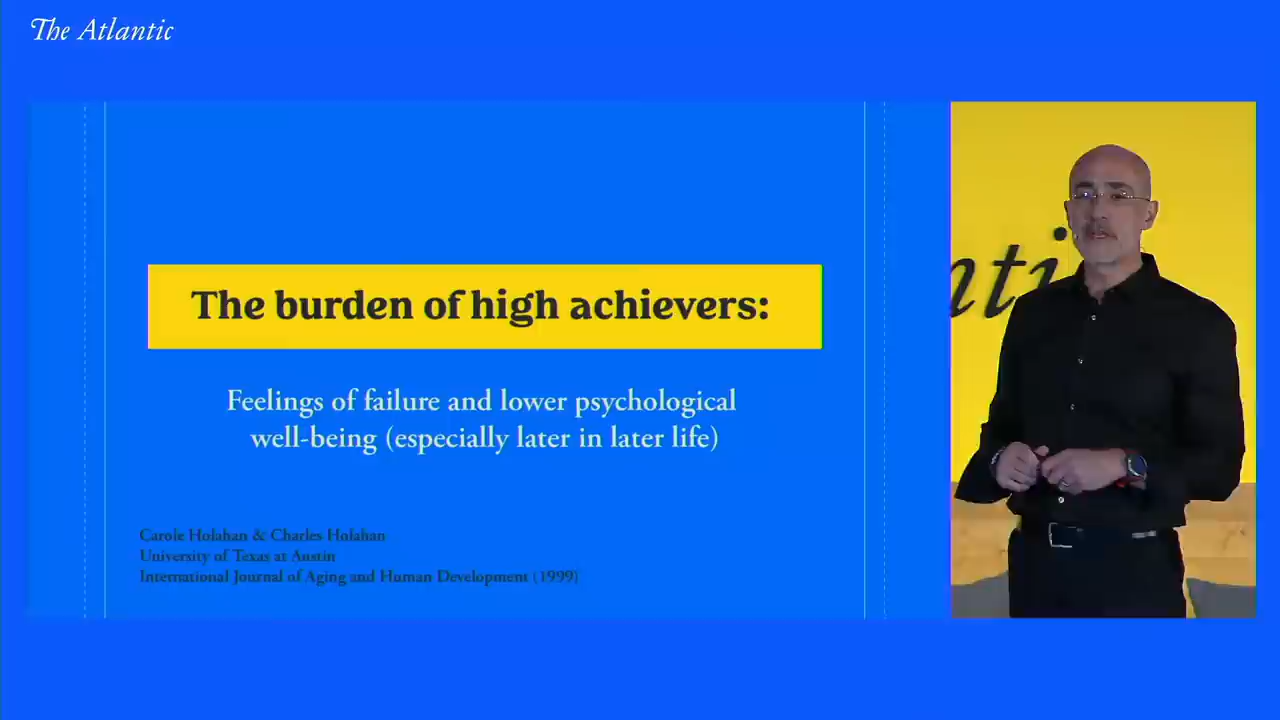 The Atlantic
The burden of high achievers:
Feelings of failure and lower psychological
well-being (especially later in later life)
Carole Holahan & Charles Holahan
University of Texas at Austin
International Journal of Aging and Human Development (1999)
nti